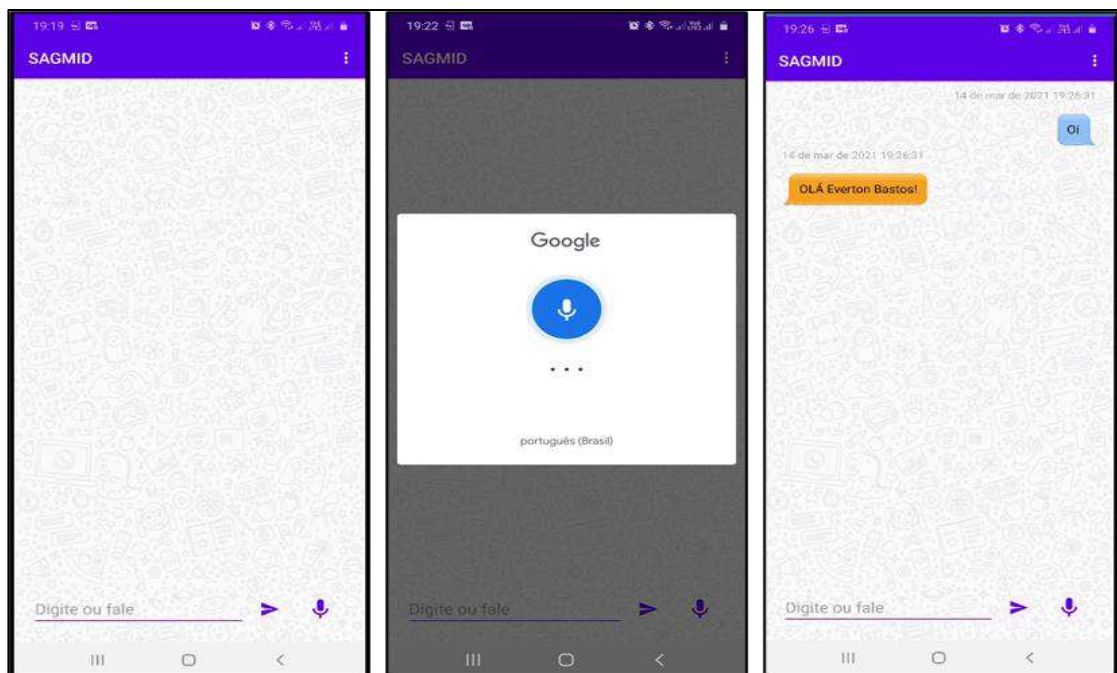 19:19
SAGMID
Digite ou fale
19:22
SAGMID
Google
português (Brasil)
Digite ou fale
19:26
SAGMID
14 de mar de 2021 19:26:31
Oi
14 de mar de 2021 19:26:31
OLÁ Everton Bastos!
Digite ou fale